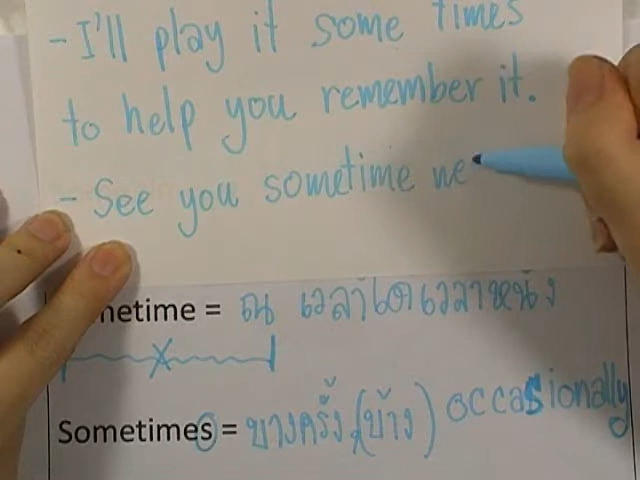 - I'll play it some times
to help you remember it.
- See you sometime ne
metime = ณ เวลาใดเวลาหนึ่ง
Sometimes = บางครั้ง (บ้าง) occasionally